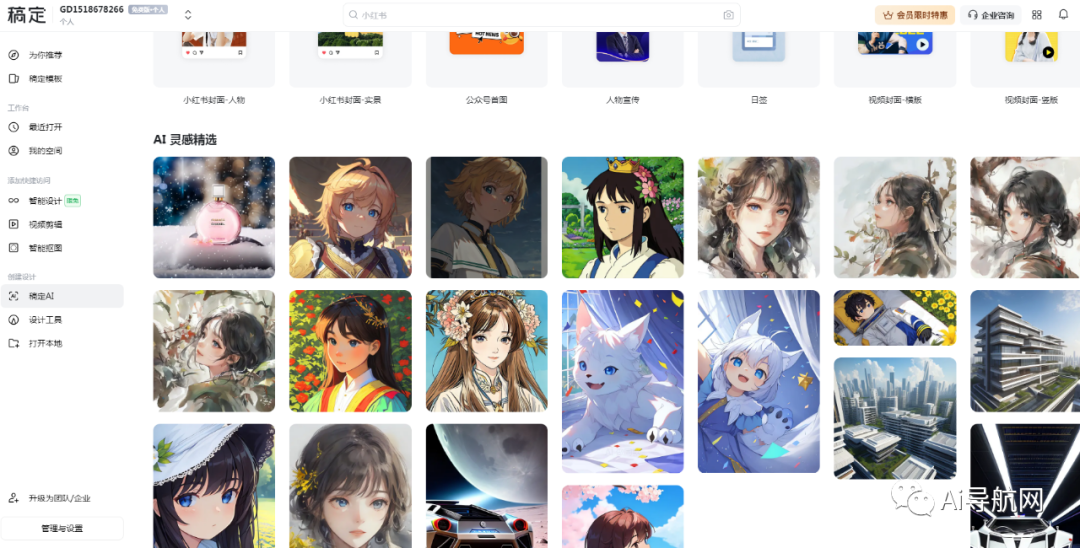 稿定
GD1518678266 免费版·个人
个人
小红书
会员限时特惠
企业咨询
为你推荐
稿定模板
工作台
最近打开
我的空间
添加快捷访问
智能设计
视频剪辑
智能抠图
创建设计
稿定AI
设计工具
打开本地
升级为团队/企业
管理与设置
HOT NEWS
小红书封面-人物
小红书封面-实景
公众号首图
人物宣传
日签
视频封面-横版
视频封面-竖版
AI 灵感精选
Ai导航网